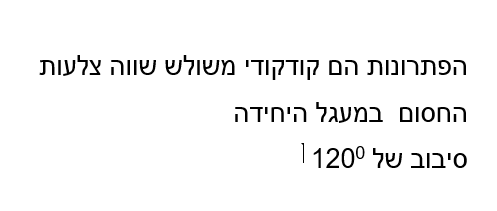 הפתרונות הם קודקודי משולש שווה צלעות
החסום  במעגל היחידה
סיבוב של 120⁰